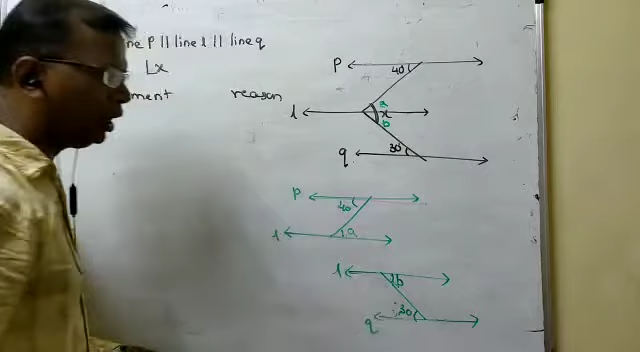 ne p || line l || line q
∠x
ment reason
p 40
a
l x
b
q 30
p 40
l a
l b
q 30